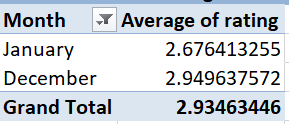 Month Average of rating
January 2.676413255
December 2.949637572
Grand Total 2.93463446